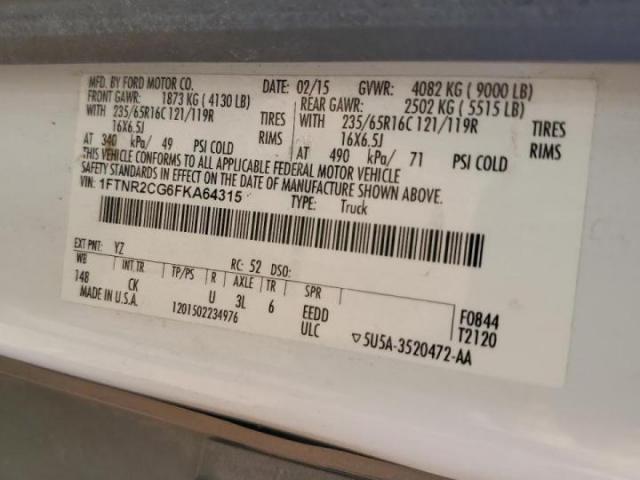 MFD. BY FORD MOTOR CO. DATE: 02/15 GVWR: 4082 KG ( 9000 LB)
FRONT GAWR: 1873 KG ( 4130 LB) REAR GAWR: 2502 KG ( 5515 LB)
WITH 235/65R16C 121/119R TIRES WITH 235/65R16C 121/119R TIRES
16X6.5J RIMS 16X6.5J RIMS
AT 340 kPa/ 49 PSI COLD AT 490 kPa/ 71 PSI COLD
THIS VEHICLE CONFORMS TO ALL APPLICABLE FEDERAL MOTOR VEHICLE
SAFETY STANDARDS IN EFFECT ON THE DATE OF MANUFACTURE SHOWN ABOVE.
VIN: 1FTNR2CG6FKA64315 TYPE: Truck
EXT PNT: YZ RC: 52 DSO:
WB INT TR TP/PS R AXLE TR SPR
148 CK U 3L 6 EEDD F0844
MADE IN U.S.A. ULC T2120
1201502234976 ▽5U5A-3520472-AA